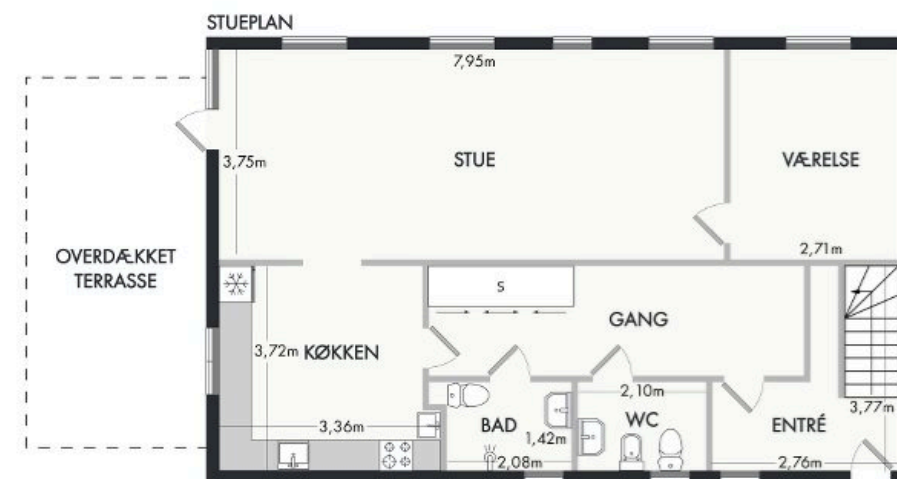 STUEPLAN
7,95m
3,75m
STUE
VÆRELSE
2,71m
OVERDÆKKET
TERRASSE
S
GANG
3,72m
KØKKEN
2,10m
3,77m
3,36m
BAD
1,42m
WC
ENTRÉ
2,08m
2,76m